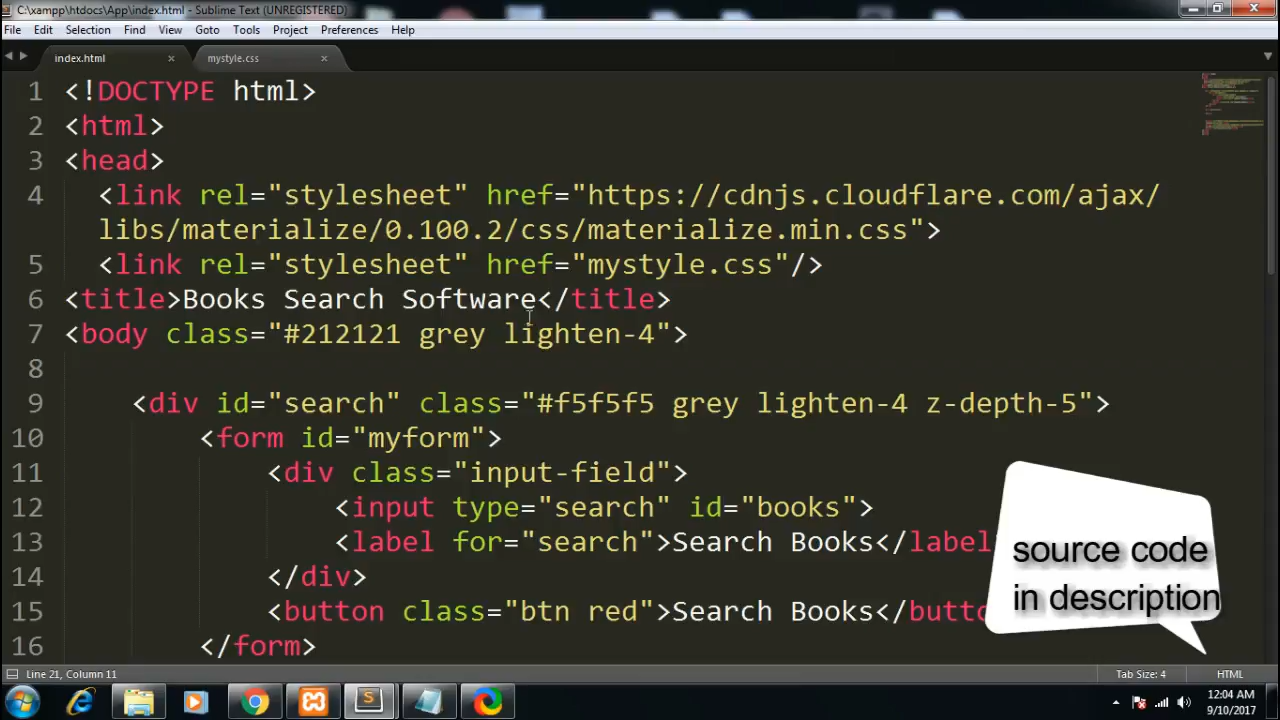 C:\xampp\htdocs\App\index.html - Sublime Text (UNREGISTERED)
File Edit Selection Find View Goto Tools Project Preferences Help
index.html mystyle.css
1 <!DOCTYPE html>
2 <html>
3 <head>
4 <link rel="stylesheet" href="https://cdnjs.cloudflare.com/ajax/
libs/materialize/0.100.2/css/materialize.min.css">
5 <link rel="stylesheet" href="mystyle.css"/>
6 <title>Books Search Software</title>
7 <body class="#212121 grey lighten-4">
8
9 <div id="search" class="#f5f5f5 grey lighten-4 z-depth-5">
10 <form id="myform">
11 <div class="input-field">
12 <input type="search" id="books">
13 <label for="search">Search Books</label
14 </div>
15 <button class="btn red">Search Books</butto
16 </form>
source code
in description
Line 21, Column 11 Tab Size: 4 HTML
12:04 AM
9/10/2017